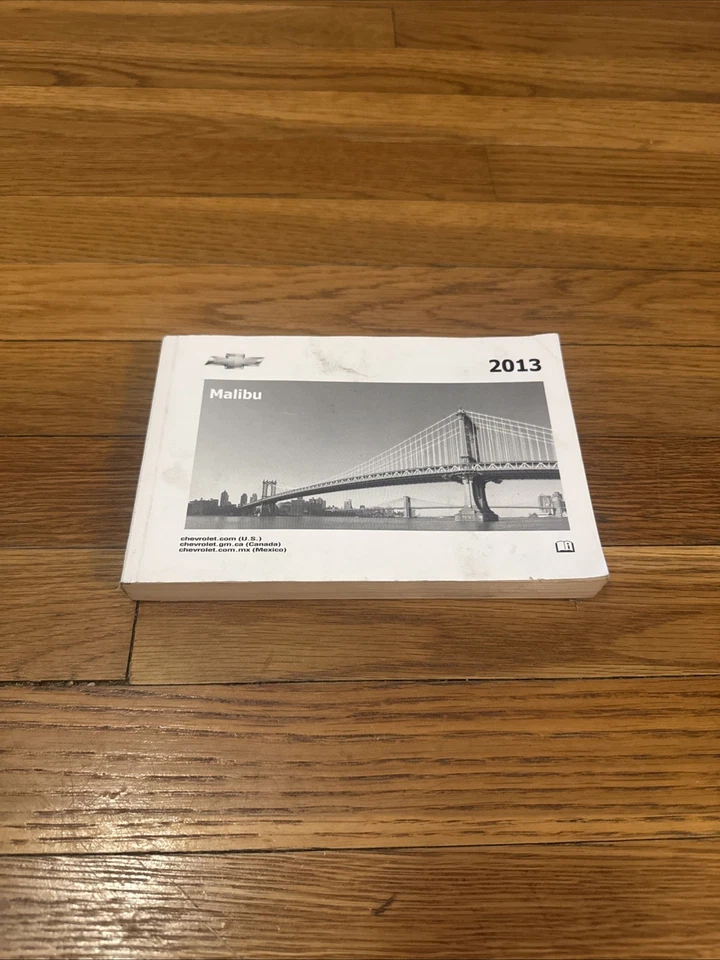 2013
Malibu
chevrolet.com (U.S.)
chevrolet.gm.ca (Canada)
chevrolet.com.mx (Mexico)